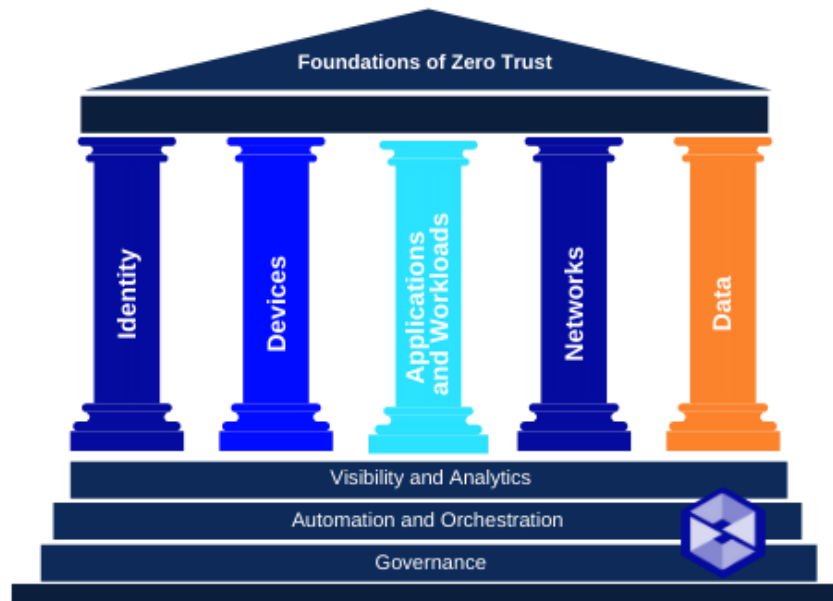 Foundations of Zero Trust
Identity
Devices
Applications
and Workloads
Networks
Data
Visibility and Analytics
Automation and Orchestration
Governance